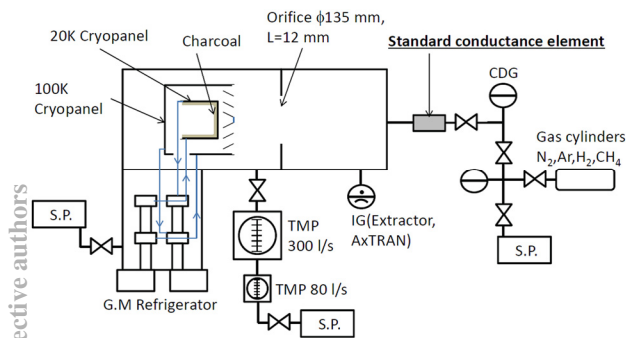 Orifice ϕ135 mm,
L=12 mm
20K Cryopanel
Charcoal
Standard conductance element
100K
Cryopanel
CDG
Gas cylinders
N₂,Ar,H₂,CH₄
S.P.
TMP
300 l/s
IG(Extractor,
AxTRAN)
S.P.
G.M Refrigerator
TMP 80 l/s
S.P.
ective authors